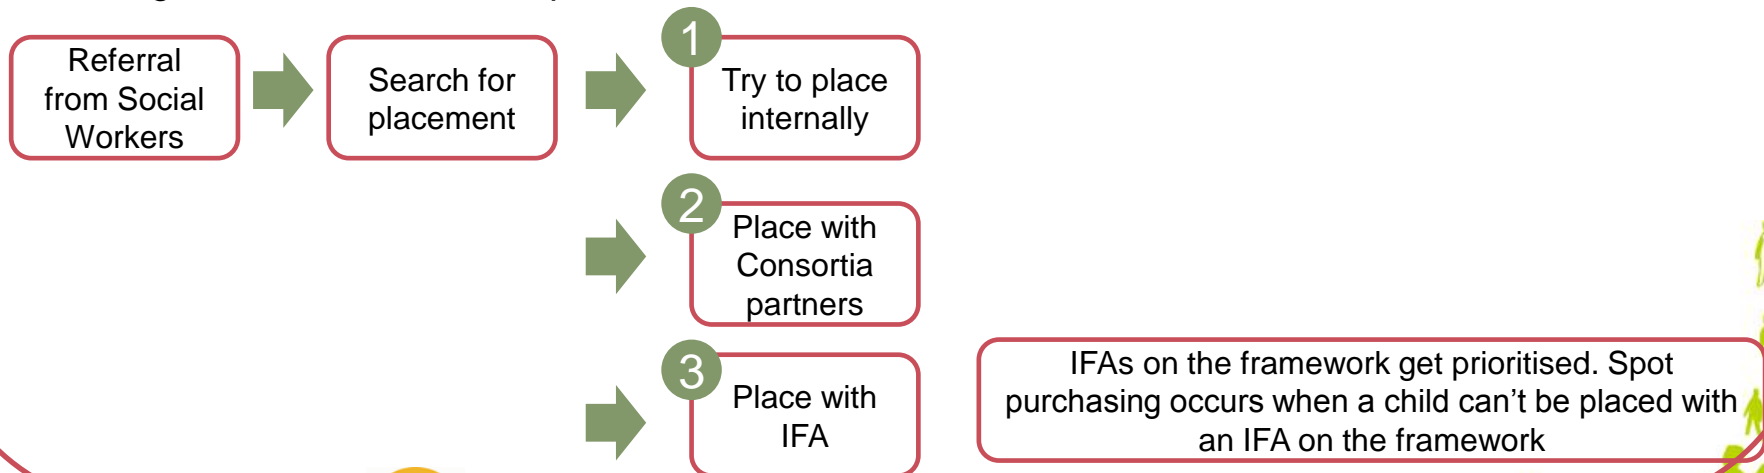 Referral
from Social
Workers
Search for
placement
1
Try to place
internally
2
Place with
Consortia
partners
3
Place with
IFA
IFAs on the framework get prioritised. Spot
purchasing occurs when a child can’t be placed with
an IFA on the framework